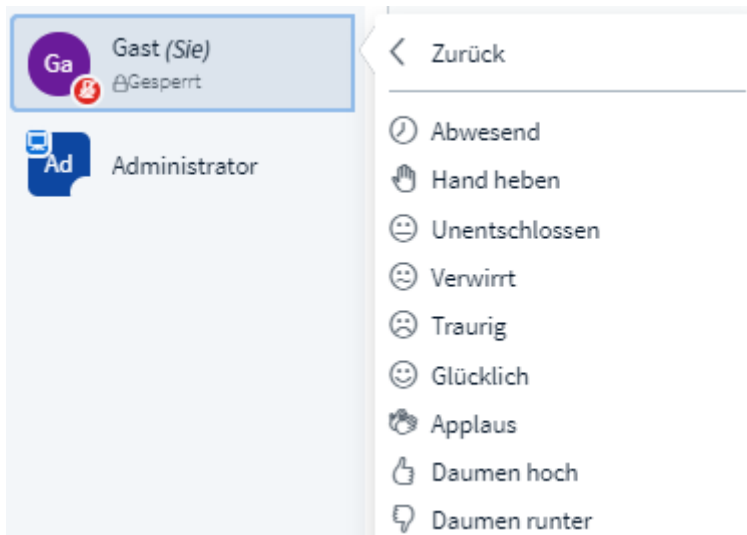 Ga
Gast (Sie)
Gesperrt
Ad
Administrator
Zurück
Abwesend
Hand heben
Unentschlossen
Verwirrt
Traurig
Glücklich
Applaus
Daumen hoch
Daumen runter